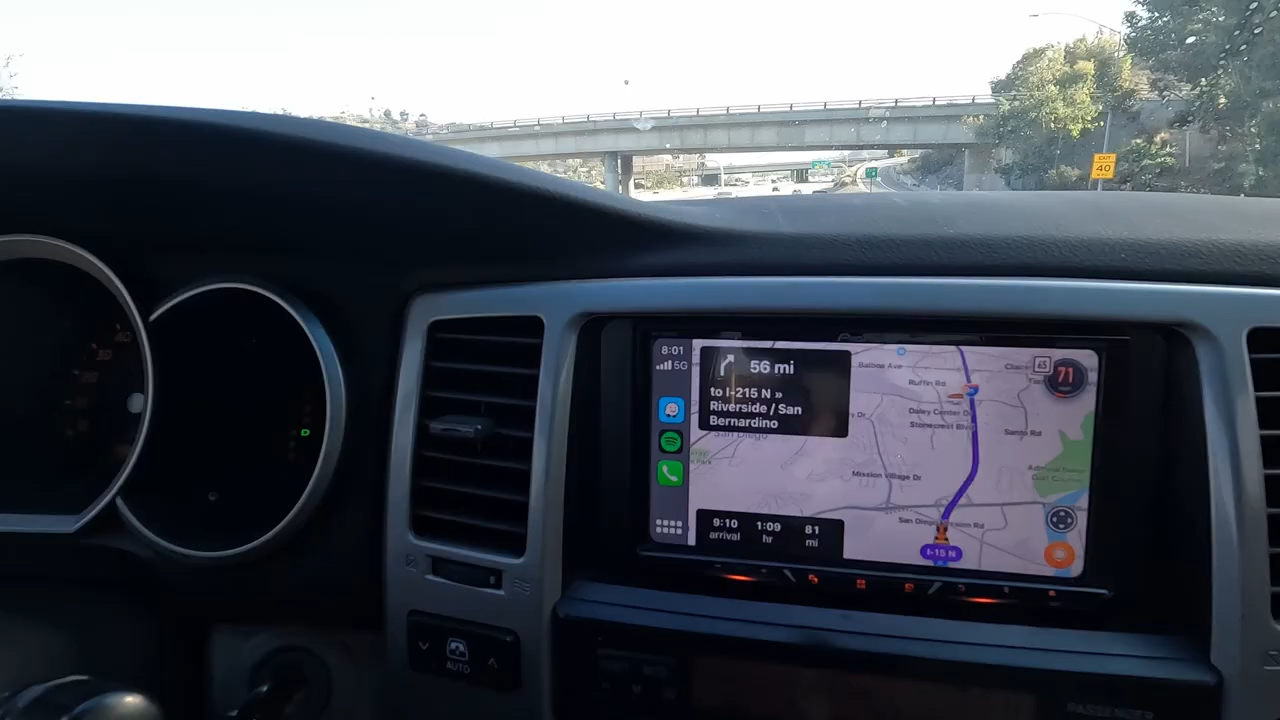 EXIT
40
8:01
5G
56 mi
to I-215 N »
Riverside / San
Bernardino
Balboa Ave
Ruffin Rd
65
71
Daley Center Dr
Stonecrest Blvd
Santo Rd
San Diego
Mission Village Dr
9:10
arrival
1:09
hr
81
mi
I-15 N
AUTO
PASSENGER